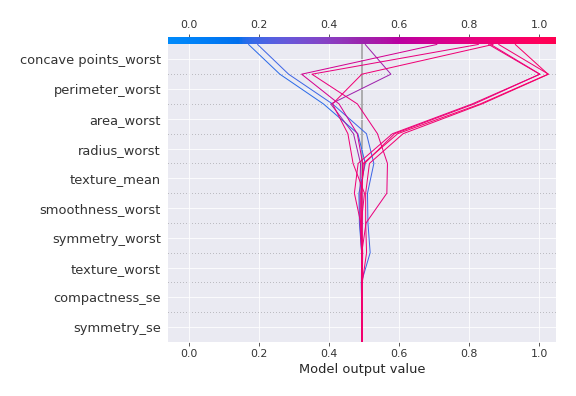 0.0 0.2 0.4 0.6 0.8 1.0
concave points_worst
perimeter_worst
area_worst
radius_worst
texture_mean
smoothness_worst
symmetry_worst
texture_worst
compactness_se
symmetry_se
0.0 0.2 0.4 0.6 0.8 1.0
Model output value